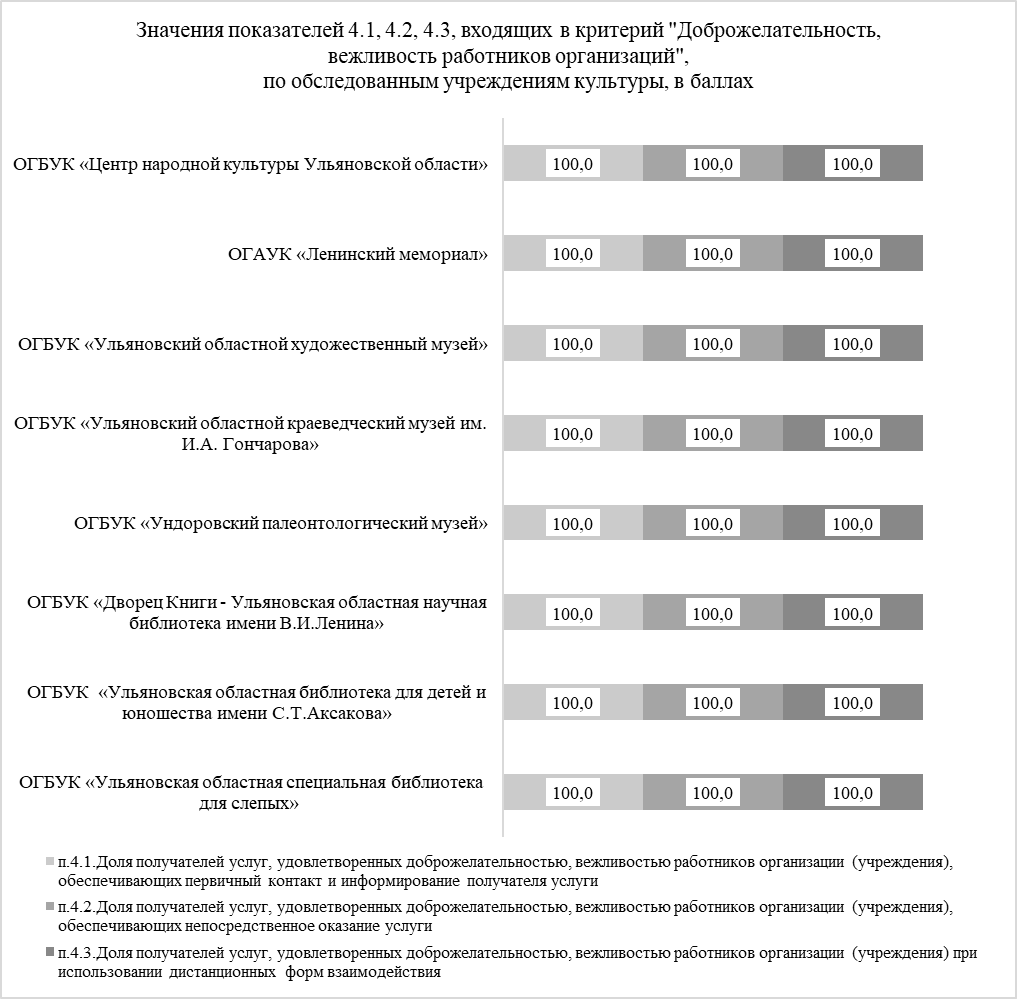 Значения показателей 4.1, 4.2, 4.3, входящих в критерий "Доброжелательность,
вежливость работников организаций",
по обследованным учреждениям культуры, в баллах
ОГБУК «Центр народной культуры Ульяновской области»
100,0 100,0 100,0
ОГАУК «Ленинский мемориал»
100,0 100,0 100,0
ОГБУК «Ульяновский областной художественный музей»
100,0 100,0 100,0
ОГБУК «Ульяновский областной краеведческий музей им.
И.А. Гончарова»
100,0 100,0 100,0
ОГБУК «Ундоровский палеонтологический музей»
100,0 100,0 100,0
ОГБУК «Дворец Книги - Ульяновская областная научная
библиотека имени В.И.Ленина»
100,0 100,0 100,0
ОГБУК «Ульяновская областная библиотека для детей и
юношества имени С.Т.Аксакова»
100,0 100,0 100,0
ОГБУК «Ульяновская областная специальная библиотека
для слепых»
100,0 100,0 100,0
п.4.1.Доля получателей услуг, удовлетворенных доброжелательностью, вежливостью работников организации (учреждения),
обеспечивающих первичный контакт и информирование получателя услуги
п.4.2.Доля получателей услуг, удовлетворенных доброжелательностью, вежливостью работников организации (учреждения),
обеспечивающих непосредственное оказание услуги
п.4.3.Доля получателей услуг, удовлетворенных доброжелательностью, вежливостью работников организации (учреждения) при
использовании дистанционных форм взаимодействия